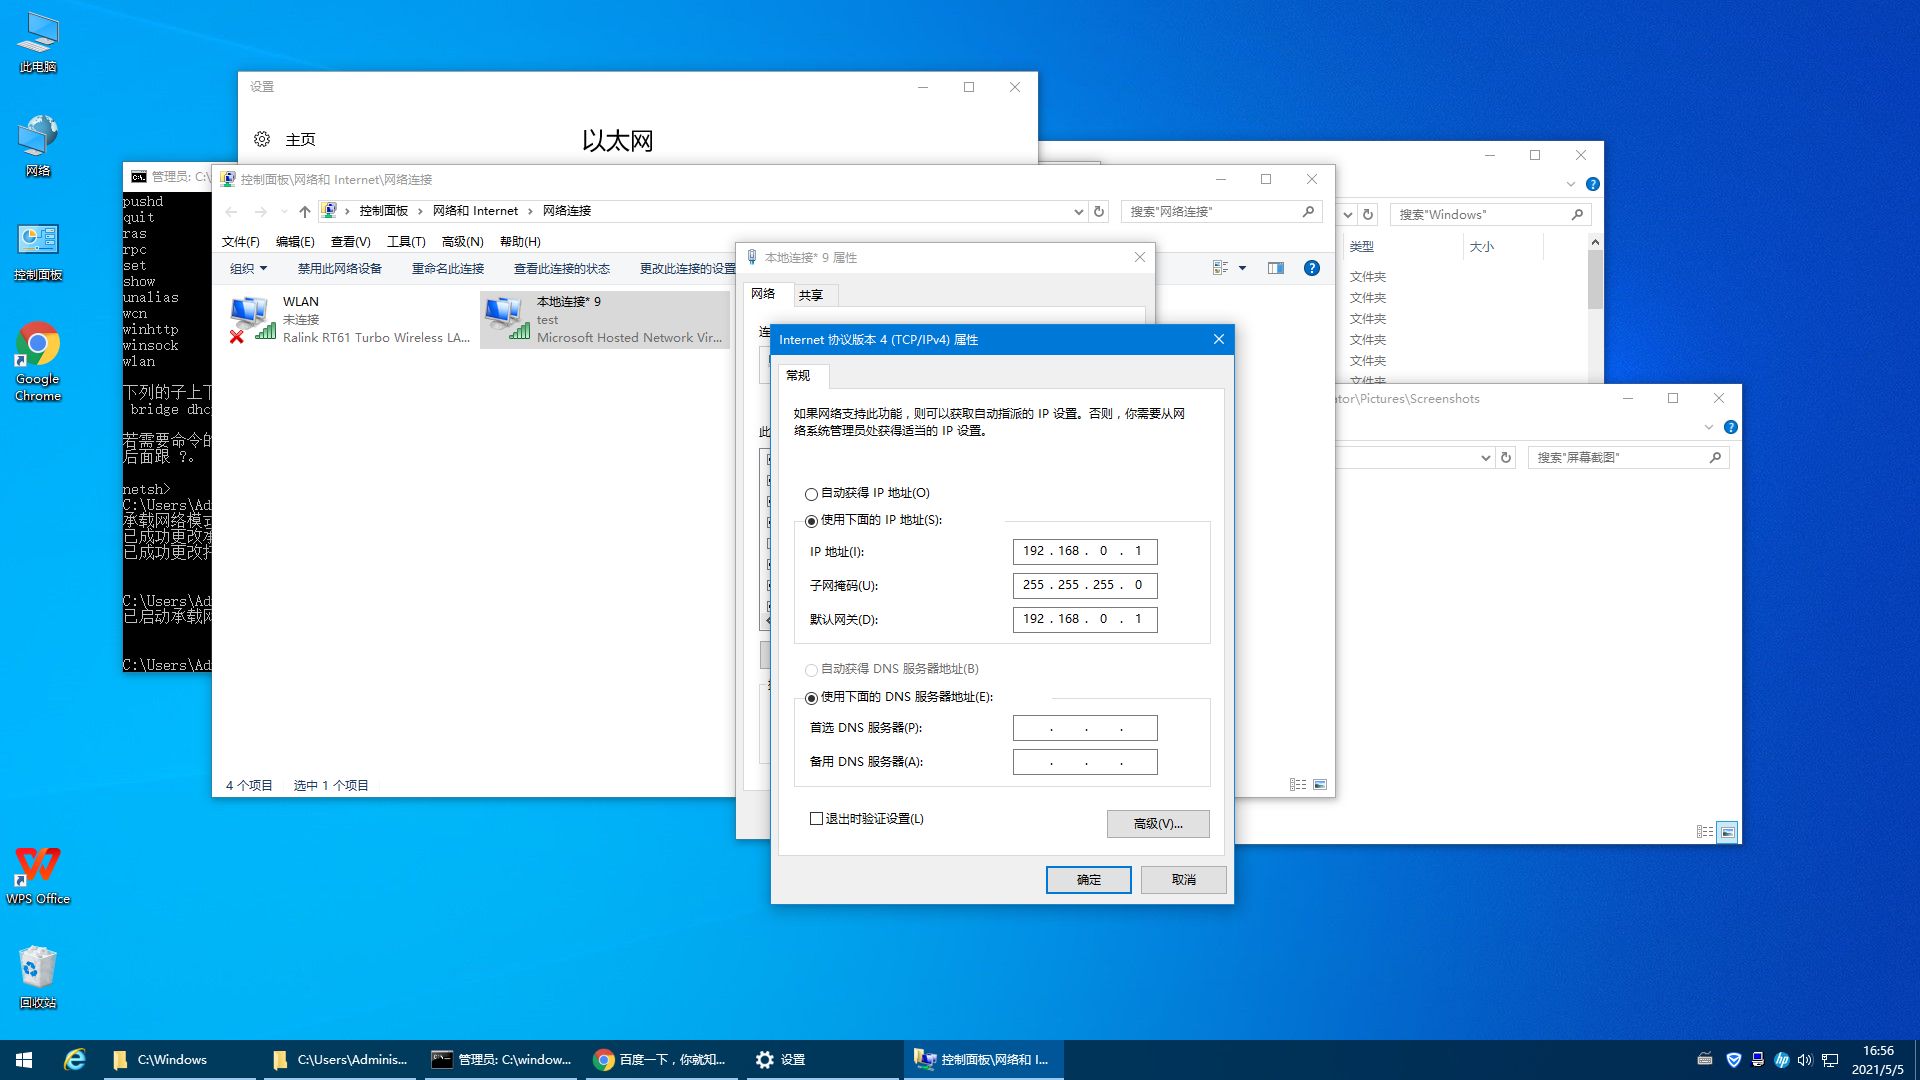 此电脑
网络
控制面板
Google
Chrome
WPS Office
回收站
设置
主页
以太网
管理员: C:\
pushd
quit
ras
rpc
set
show
unalias
wcn
winhttp
winsock
wlan
下列的子上下
bridge dhc
若需要命令的
后面跟 ?。
netsh>
C:\Users\Ad
承载网络模式
已成功更改承
已成功更改托
C:\Users\Ad
已启动承载网
C:\Users\Ad
控制面板\网络和 Internet\网络连接
控制面板 › 网络和 Internet › 网络连接
搜索"网络连接"
文件(F) 编辑(E) 查看(V) 工具(T) 高级(N) 帮助(H)
组织 禁用此网络设备 重命名此连接 查看此连接的状态 更改此连接的设置
WLAN
未连接
Ralink RT61 Turbo Wireless LA...
本地连接* 9
test
Microsoft Hosted Network Vir...
4 个项目 选中 1 个项目
本地连接* 9 属性
网络 共享
Internet 协议版本 4 (TCP/IPv4) 属性
常规
如果网络支持此功能，则可以获取自动指派的 IP 设置。否则，你需要从网
络系统管理员处获得适当的 IP 设置。
自动获得 IP 地址(O)
使用下面的 IP 地址(S):
IP 地址(I): 192 . 168 . 0 . 1
子网掩码(U): 255 . 255 . 255 . 0
默认网关(D): 192 . 168 . 0 . 1
自动获得 DNS 服务器地址(B)
使用下面的 DNS 服务器地址(E):
首选 DNS 服务器(P): . . .
备用 DNS 服务器(A): . . .
退出时验证设置(L)
高级(V)...
确定 取消
搜索"Windows"
类型 大小
文件夹
文件夹
文件夹
文件夹
文件夹
文件夹
ator\Pictures\Screenshots
搜索"屏幕截图"
C:\Windows
C:\Users\Adminis...
管理员: C:\window...
百度一下，你就知...
设置
控制面板\网络和 I...
16:56
2021/5/5